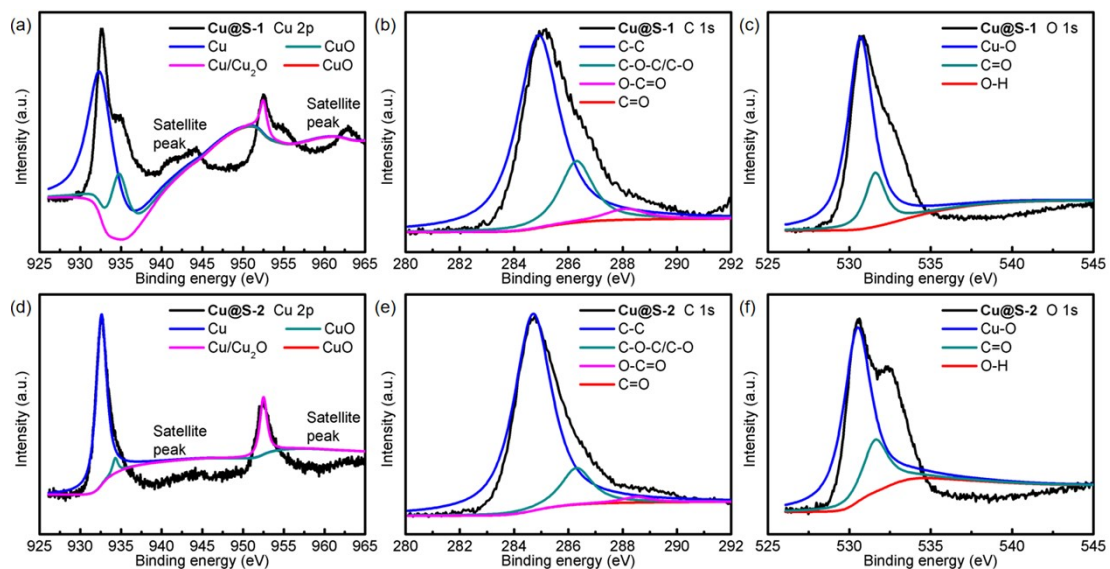 (a)
Cu@S-1 Cu 2p
Cu CuO
Cu/Cu₂O CuO
Satellite peak
Satellite peak
Intensity (a.u.)
925 930 935 940 945 950 955 960 965
Binding energy (eV)
(b)
Cu@S-1 C 1s
C-C
C-O-C/C-O
O-C=O
C=O
Intensity (a.u.)
280 282 284 286 288 290 292
Binding energy (eV)
(c)
Cu@S-1 O 1s
Cu-O
C=O
O-H
Intensity (a.u.)
525 530 535 540 545
Binding energy (eV)
(d)
Cu@S-2 Cu 2p
Cu CuO
Cu/Cu₂O CuO
Satellite
peak
Satellite
peak
Intensity (a.u.)
925 930 935 940 945 950 955 960 965
Binding energy (eV)
(e)
Cu@S-2 C 1s
C-C
C-O-C/C-O
O-C=O
C=O
Intensity (a.u.)
280 282 284 286 288 290 292
Binding energy (eV)
(f)
Cu@S-2 O 1s
Cu-O
C=O
O-H
Intensity (a.u.)
525 530 535 540 545
Binding energy (eV)